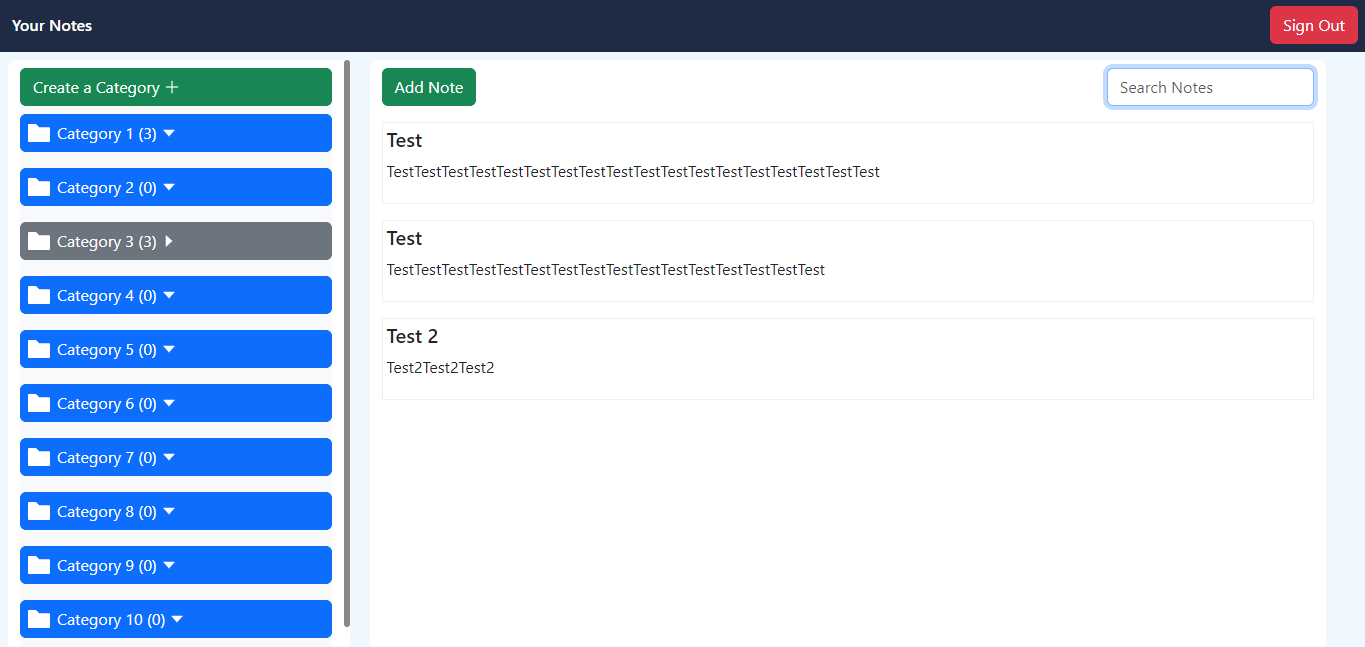 Your Notes
Sign Out
Create a Category +
Category 1 (3)
Category 2 (0)
Category 3 (3)
Category 4 (0)
Category 5 (0)
Category 6 (0)
Category 7 (0)
Category 8 (0)
Category 9 (0)
Category 10 (0)
Add Note
Search Notes
Test
TestTestTestTestTestTestTestTestTestTestTestTestTestTestTestTestTestTest
Test
TestTestTestTestTestTestTestTestTestTestTestTestTestTestTestTest
Test 2
Test2Test2Test2